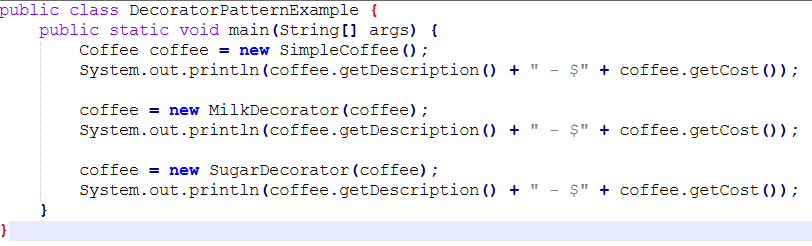 public class DecoratorPatternExample {
    public static void main(String[] args) {
        Coffee coffee = new SimpleCoffee();
        System.out.println(coffee.getDescription() + " - $" + coffee.getCost());

        coffee = new MilkDecorator(coffee);
        System.out.println(coffee.getDescription() + " - $" + coffee.getCost());

        coffee = new SugarDecorator(coffee);
        System.out.println(coffee.getDescription() + " - $" + coffee.getCost());
    }
}